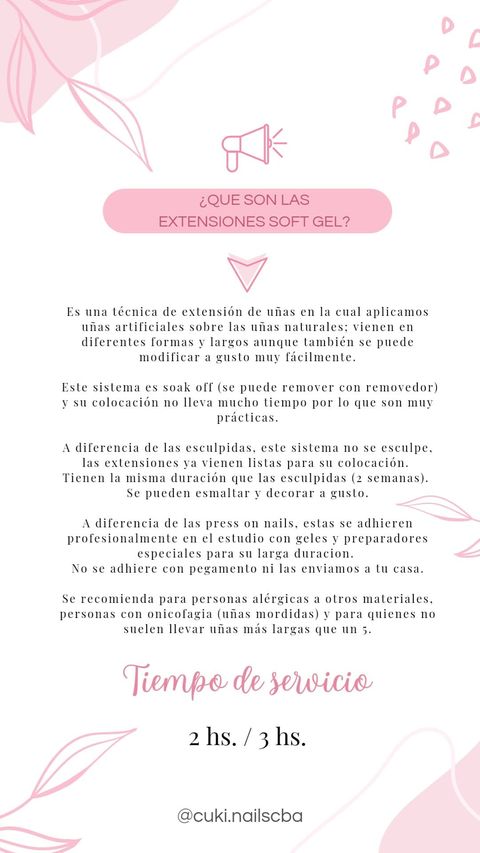 ¿QUE SON LAS
EXTENSIONES SOFT GEL?
Es una técnica de extensión de uñas en la cual aplicamos
uñas artificiales sobre las uñas naturales; vienen en
diferentes formas y largos aunque también se puede
modificar a gusto muy fácilmente.
Este sistema es soak off (se puede remover con removedor)
y su colocación no lleva mucho tiempo por lo que son muy
prácticas.
A diferencia de las esculpidas, este sistema no se esculpe,
las extensiones ya vienen listas para su colocación.
Tienen la misma duración que las esculpidas (2 semanas).
Se pueden esmaltar y decorar a gusto.
A diferencia de las press on nails, estas se adhieren
profesionalmente en el estudio con geles y preparadores
especiales para su larga duracion.
No se adhiere con pegamento ni las enviamos a tu casa.
Se recomienda para personas alérgicas a otros materiales,
personas con onicofagia (uñas mordidas) y para quienes no
suelen llevar uñas más largas que un 5.
Tiempo de servicio
2 hs. / 3 hs.
@cuki.nailscba